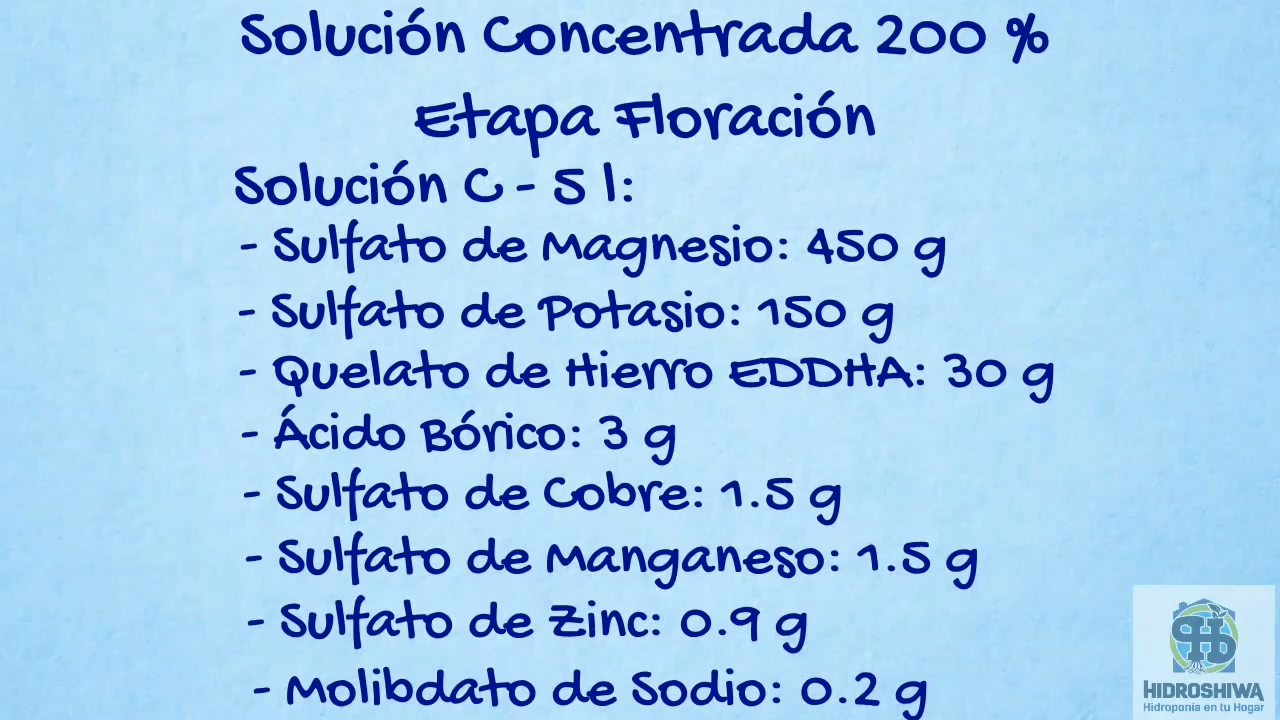 Solución Concentrada 200 %
Etapa Floración
Solución C - 5 l:
- Sulfato de Magnesio: 450 g
- Sulfato de Potasio: 150 g
- Quelato de Hierro EDDHA: 30 g
- Ácido Bórico: 3 g
- Sulfato de Cobre: 1.5 g
- Sulfato de Manganeso: 1.5 g
- Sulfato de Zinc: 0.9 g
- Molibdato de Sodio: 0.2 g
HIDROSHIWA
Hidroponía en tu Hogar